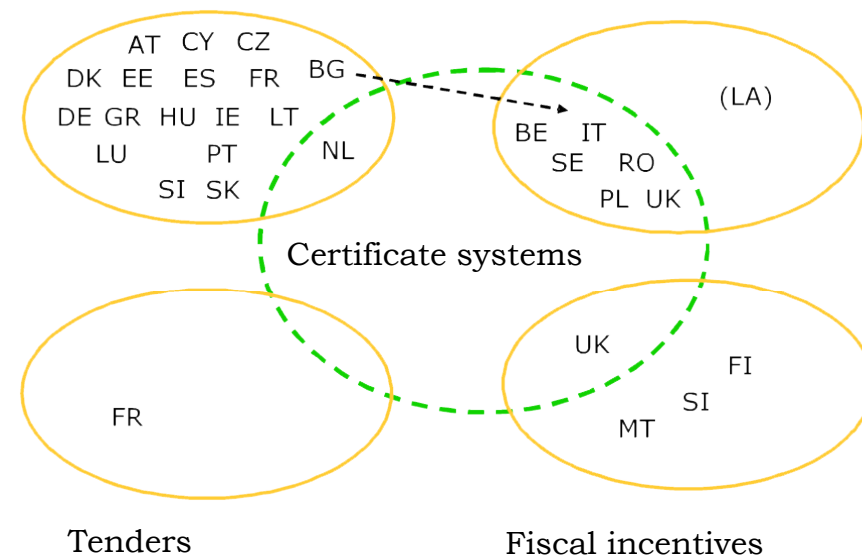 AT CY CZ
DK EE ES FR BG
DE GR HU IE LT
LU PT NL
SI SK
(LA)
BE IT
SE RO
PL UK
Certificate systems
FR
UK
FI
SI
MT
Tenders
Fiscal incentives